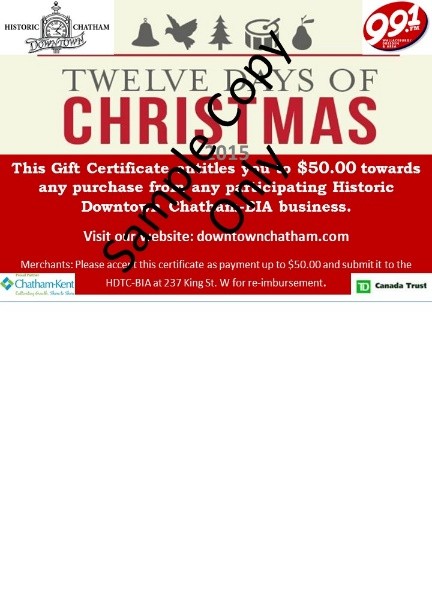 HISTORIC CHATHAM
DOWNTOWN
99.1 FM
TWELVE DAYS OF
CHRISTMAS
2015
This Gift Certificate entitles you to $50.00 towards
any purchase from any participating Historic
Downtown Chatham-BIA business.
Visit our website: downtownchatham.com
Merchants: Please accept this certificate as payment up to $50.00 and submit it to the
HDTC-BIA at 237 King St. W for re-imbursement.
Chatham-Kent
TD Canada Trust
Sample Copy
Only